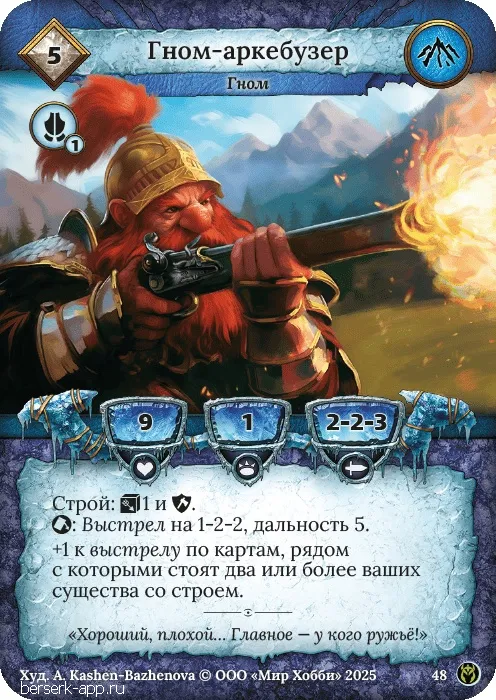 5
Гном-аркебузер
Гном
1
9
1
2-2-3
Строй: 1 и .
: Выстрел на 1-2-2, дальность 5.
+1 к выстрелу по картам, рядом
с которыми стоят два или более ваших
существа со строем.
«Хороший, плохой... Главное — у кого ружьё!»
Худ. A. Kashen-Bazhenova © ООО «Мир Хобби» 2025
48
berserk-app.ru